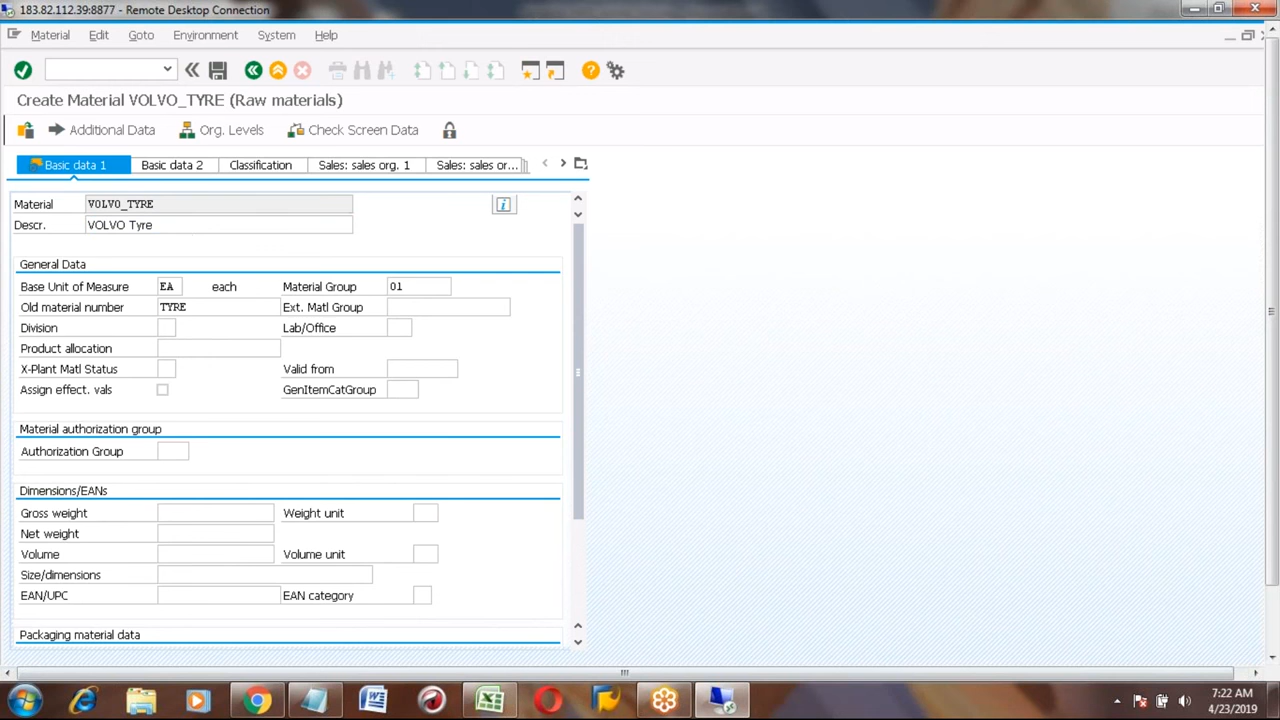 183.82.112.39:8877 - Remote Desktop Connection
Material Edit Goto Environment System Help
Create Material VOLVO_TYRE (Raw materials)
Additional Data Org. Levels Check Screen Data
Basic data 1 Basic data 2 Classification Sales: sales org. 1 Sales: sales or...
Material VOLVO_TYRE
Descr. VOLVO Tyre
General Data
Base Unit of Measure EA each Material Group 01
Old material number TYRE Ext. Matl Group
Division Lab/Office
Product allocation
X-Plant Matl Status Valid from
Assign effect. vals GenItemCatGroup
Material authorization group
Authorization Group
Dimensions/EANs
Gross weight Weight unit
Net weight
Volume Volume unit
Size/dimensions
EAN/UPC EAN category
Packaging material data
7:22 AM
4/23/2019